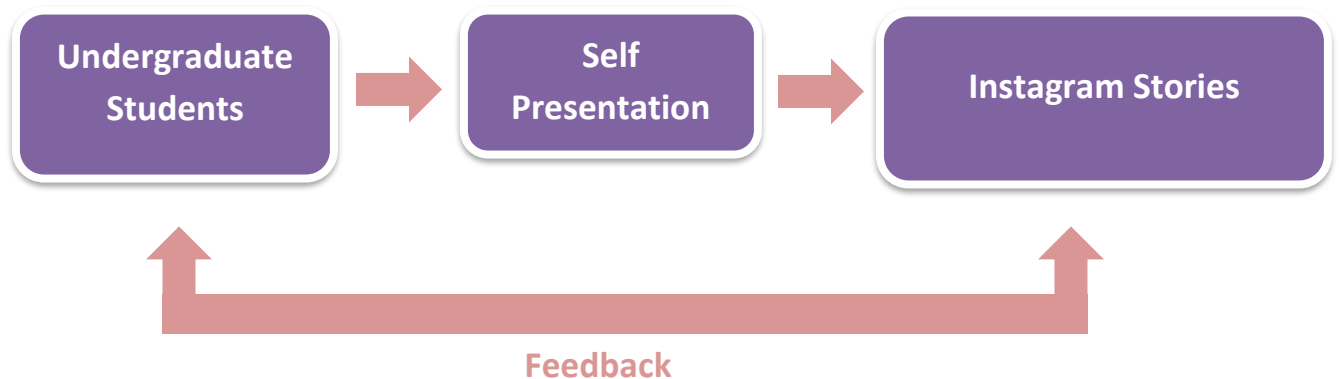 Undergraduate
Students
Self
Presentation
Instagram Stories
Feedback